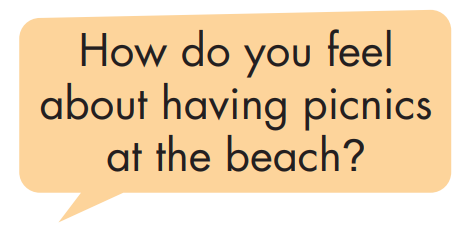 How do you feel
about having picnics
at the beach?